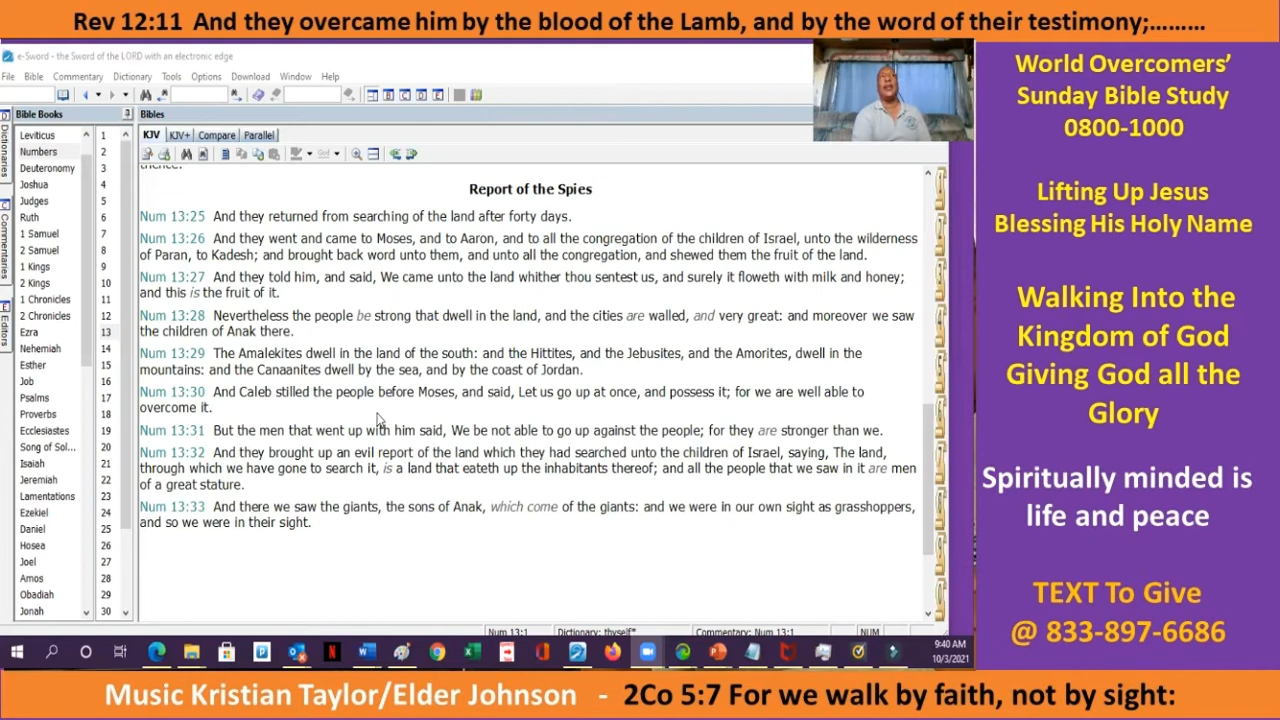 Rev 12:11 And they overcame him by the blood of the Lamb, and by the word of their testimony;………
e-Sword - the Sword of the LORD with an electronic edge
File Bible Commentary Dictionary Tools Options Download Window Help
Bible Books
Bibles
KJV KJV+ Compare Parallel
Dictionaries
Commentaries
Editors
Leviticus 1
Numbers 2
Deuteronomy 3
Joshua 4
Judges 5
Ruth 6
1 Samuel 7
2 Samuel 8
1 Kings 9
2 Kings 10
1 Chronicles 11
2 Chronicles 12
Ezra 13
Nehemiah 14
Esther 15
Job 16
Psalms 17
Proverbs 18
Ecclesiastes 19
Song of Sol... 20
Isaiah 21
Jeremiah 22
Lamentations 23
Ezekiel 24
Daniel 25
Hosea 26
Joel 27
Amos 28
Obadiah 29
Jonah 30
thence.
Report of the Spies
Num 13:25 And they returned from searching of the land after forty days.
Num 13:26 And they went and came to Moses, and to Aaron, and to all the congregation of the children of Israel, unto the wilderness
of Paran, to Kadesh; and brought back word unto them, and unto all the congregation, and shewed them the fruit of the land.
Num 13:27 And they told him, and said, We came unto the land whither thou sentest us, and surely it floweth with milk and honey;
and this is the fruit of it.
Num 13:28 Nevertheless the people be strong that dwell in the land, and the cities are walled, and very great: and moreover we saw
the children of Anak there.
Num 13:29 The Amalekites dwell in the land of the south: and the Hittites, and the Jebusites, and the Amorites, dwell in the
mountains: and the Canaanites dwell by the sea, and by the coast of Jordan.
Num 13:30 And Caleb stilled the people before Moses, and said, Let us go up at once, and possess it; for we are well able to
overcome it.
Num 13:31 But the men that went up with him said, We be not able to go up against the people; for they are stronger than we.
Num 13:32 And they brought up an evil report of the land which they had searched unto the children of Israel, saying, The land,
through which we have gone to search it, is a land that eateth up the inhabitants thereof; and all the people that we saw in it are men
of a great stature.
Num 13:33 And there we saw the giants, the sons of Anak, which come of the giants: and we were in our own sight as grasshoppers,
and so we were in their sight.
Num 13:1 Dictionary: thyself* Commentary: Num 13:1 NUM
9:40 AM
10/3/2021
World Overcomers’
Sunday Bible Study
0800-1000
Lifting Up Jesus
Blessing His Holy Name
Walking Into the
Kingdom of God
Giving God all the
Glory
Spiritually minded is
life and peace
TEXT To Give
@ 833-897-6686
Music Kristian Taylor/Elder Johnson - 2Co 5:7 For we walk by faith, not by sight: